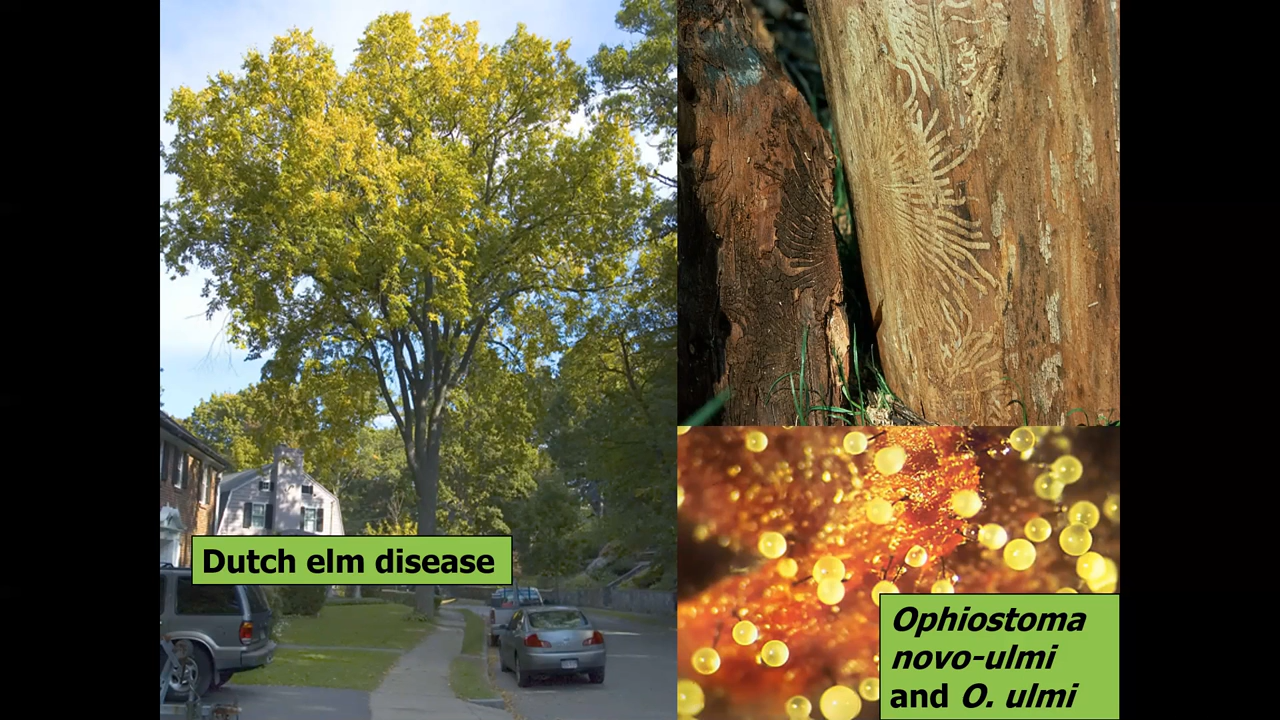 Dutch elm disease
Ophiostoma
novo-ulmi
and O. ulmi